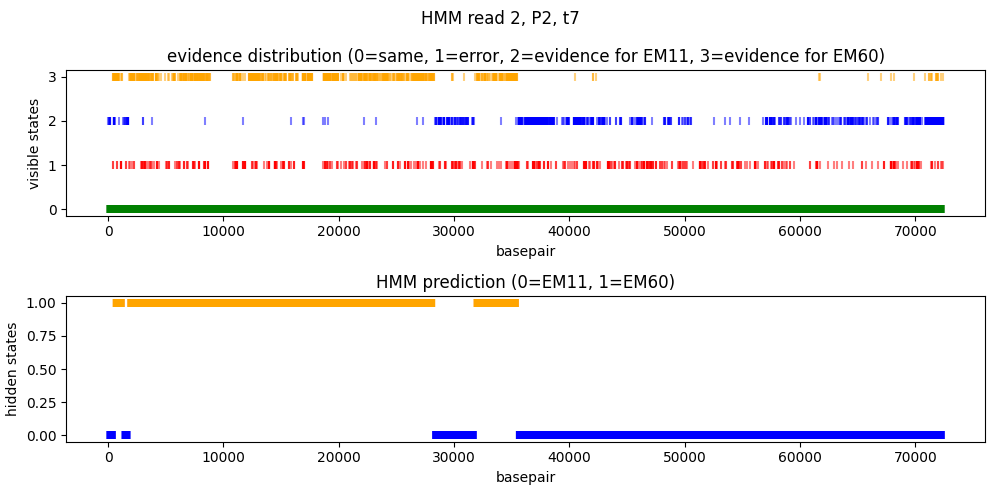 HMM read 2, P2, t7
evidence distribution (0=same, 1=error, 2=evidence for EM11, 3=evidence for EM60)
visible states
3
2
1
0
0 10000 20000 30000 40000 50000 60000 70000
basepair
HMM prediction (0=EM11, 1=EM60)
hidden states
1.00
0.75
0.50
0.25
0.00
0 10000 20000 30000 40000 50000 60000 70000
basepair